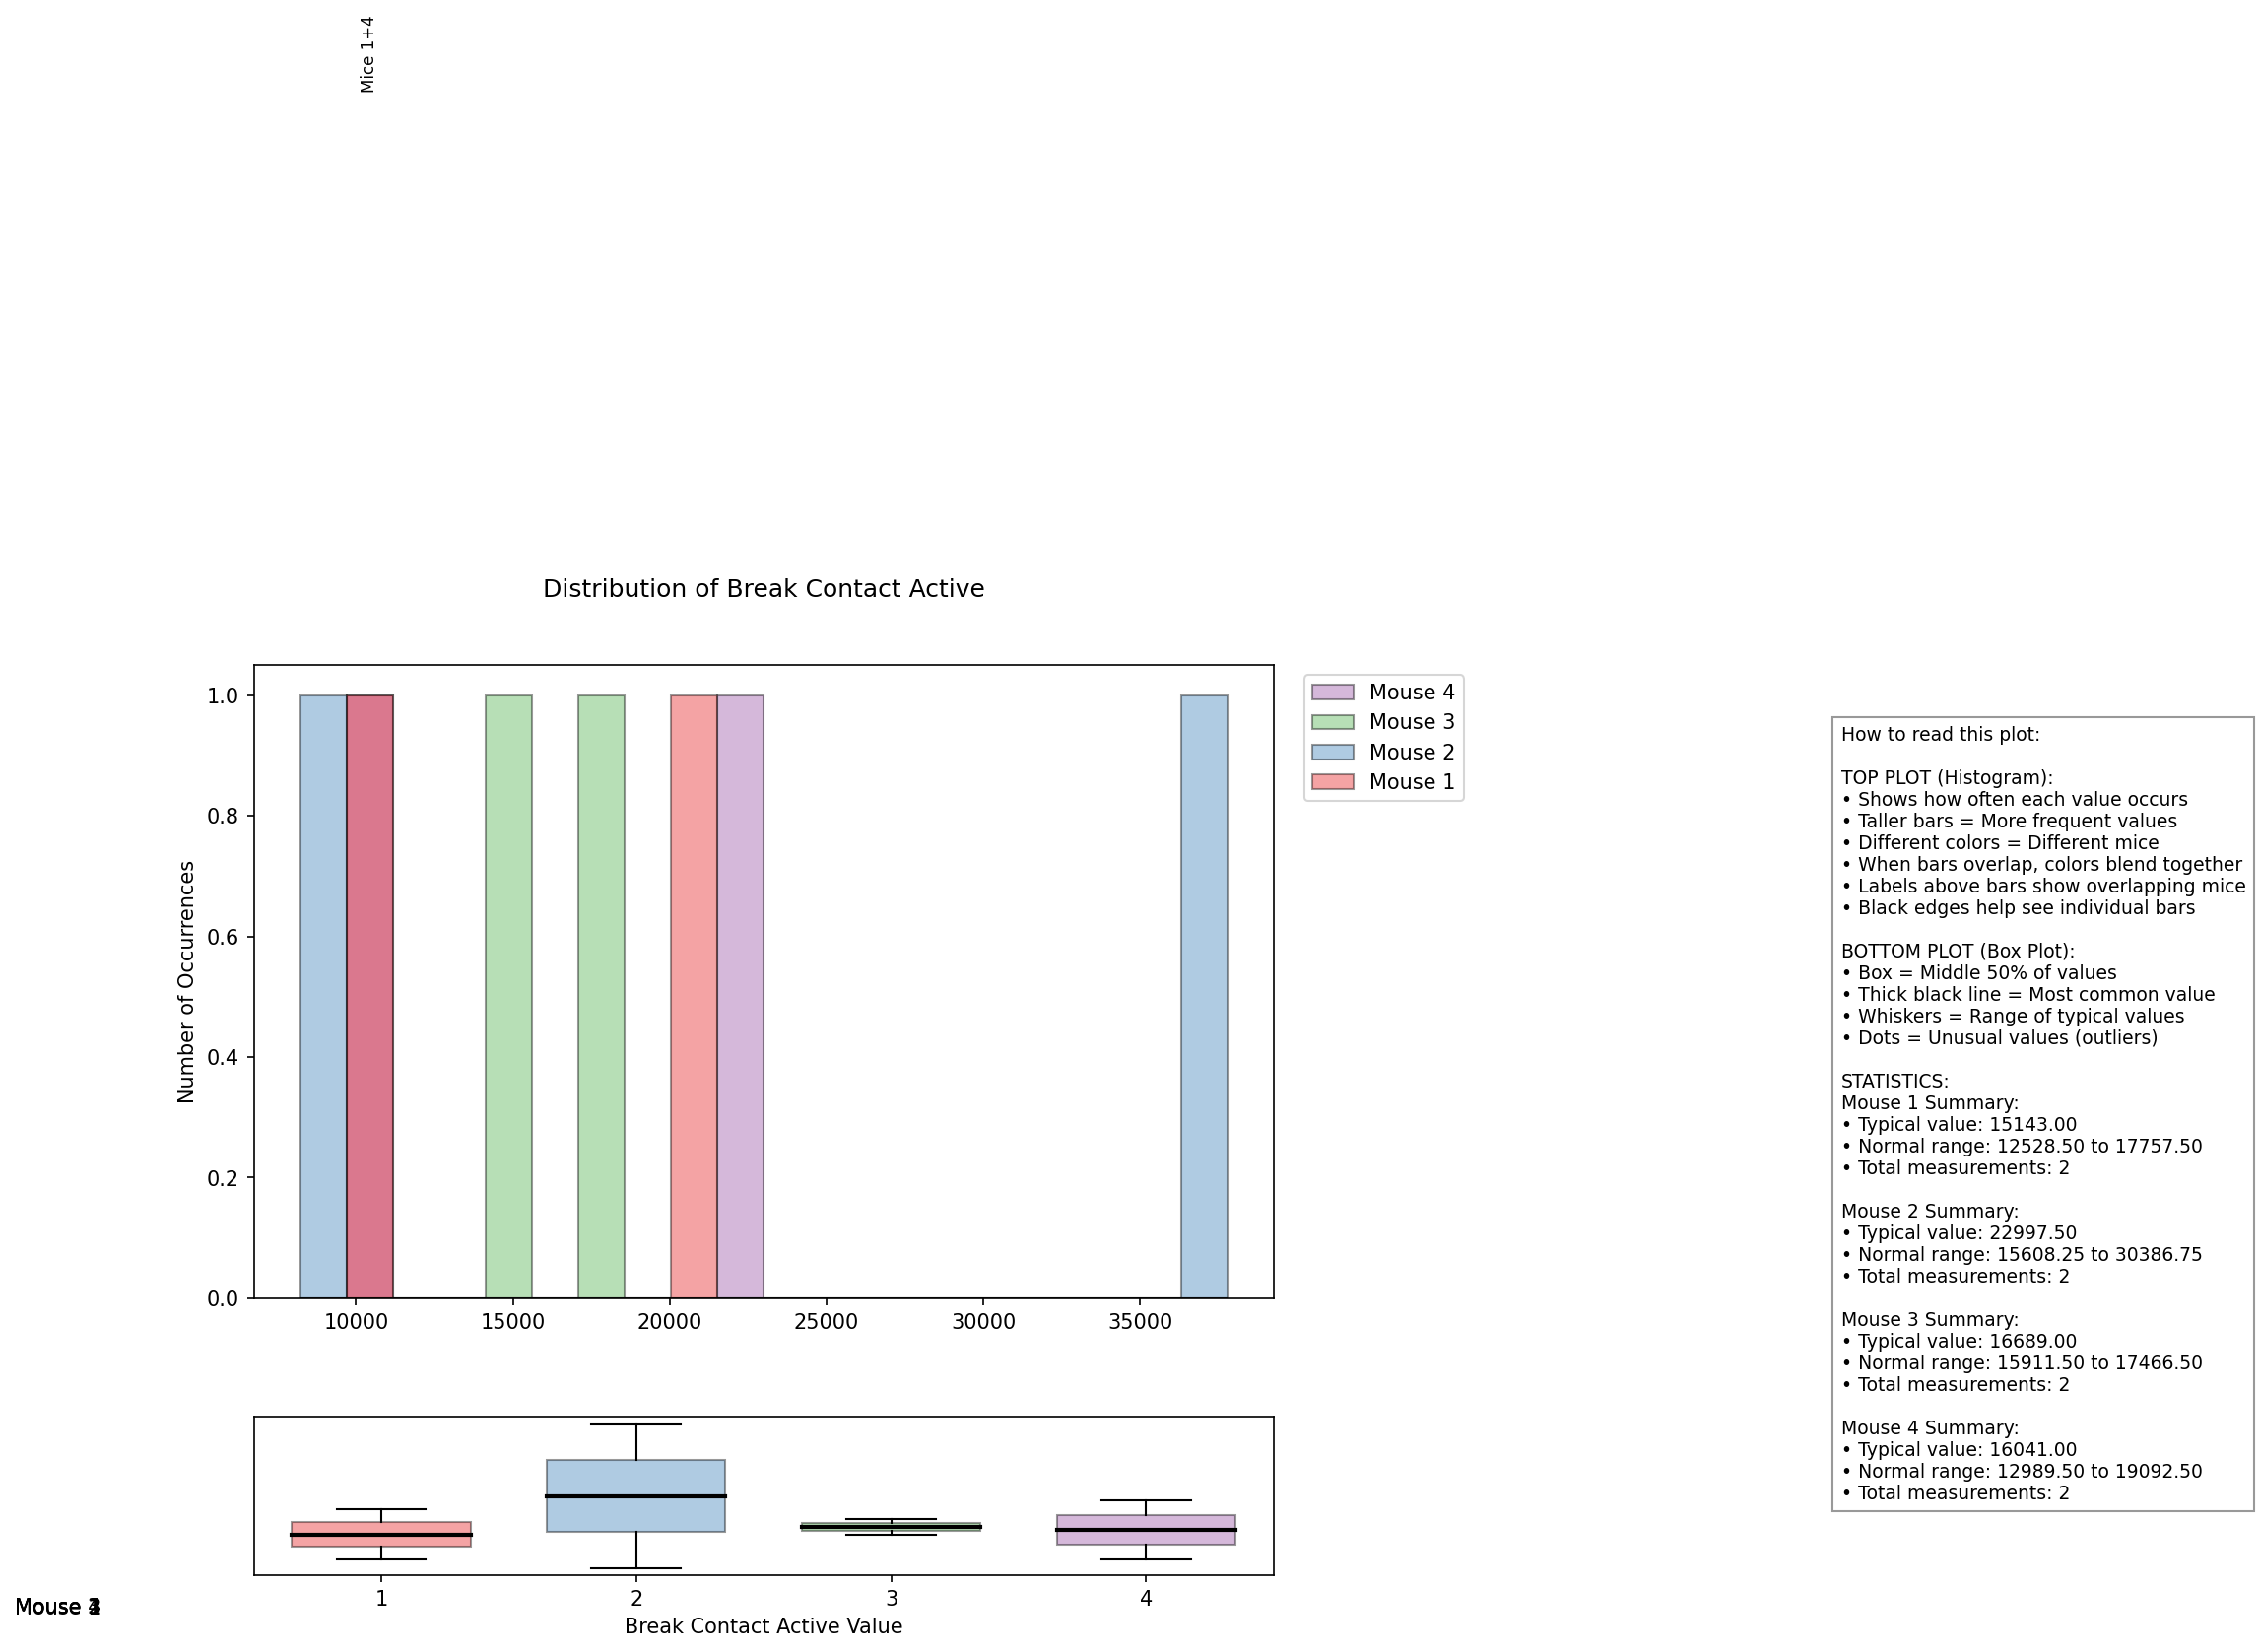 Mice 1+4
Distribution of Break Contact Active
Number of Occurrences
1.0
0.8
0.6
0.4
0.2
0.0
10000 15000 20000 25000 30000 35000
Mouse 4
Mouse 3
Mouse 2
Mouse 1
1 2 3 4
Break Contact Active Value
Mouse
How to read this plot:
TOP PLOT (Histogram):
• Shows how often each value occurs
• Taller bars = More frequent values
• Different colors = Different mice
• When bars overlap, colors blend together
• Labels above bars show overlapping mice
• Black edges help see individual bars
BOTTOM PLOT (Box Plot):
• Box = Middle 50% of values
• Thick black line = Most common value
• Whiskers = Range of typical values
• Dots = Unusual values (outliers)
STATISTICS:
Mouse 1 Summary:
• Typical value: 15143.00
• Normal range: 12528.50 to 17757.50
• Total measurements: 2
Mouse 2 Summary:
• Typical value: 22997.50
• Normal range: 15608.25 to 30386.75
• Total measurements: 2
Mouse 3 Summary:
• Typical value: 16689.00
• Normal range: 15911.50 to 17466.50
• Total measurements: 2
Mouse 4 Summary:
• Typical value: 16041.00
• Normal range: 12989.50 to 19092.50
• Total measurements: 2